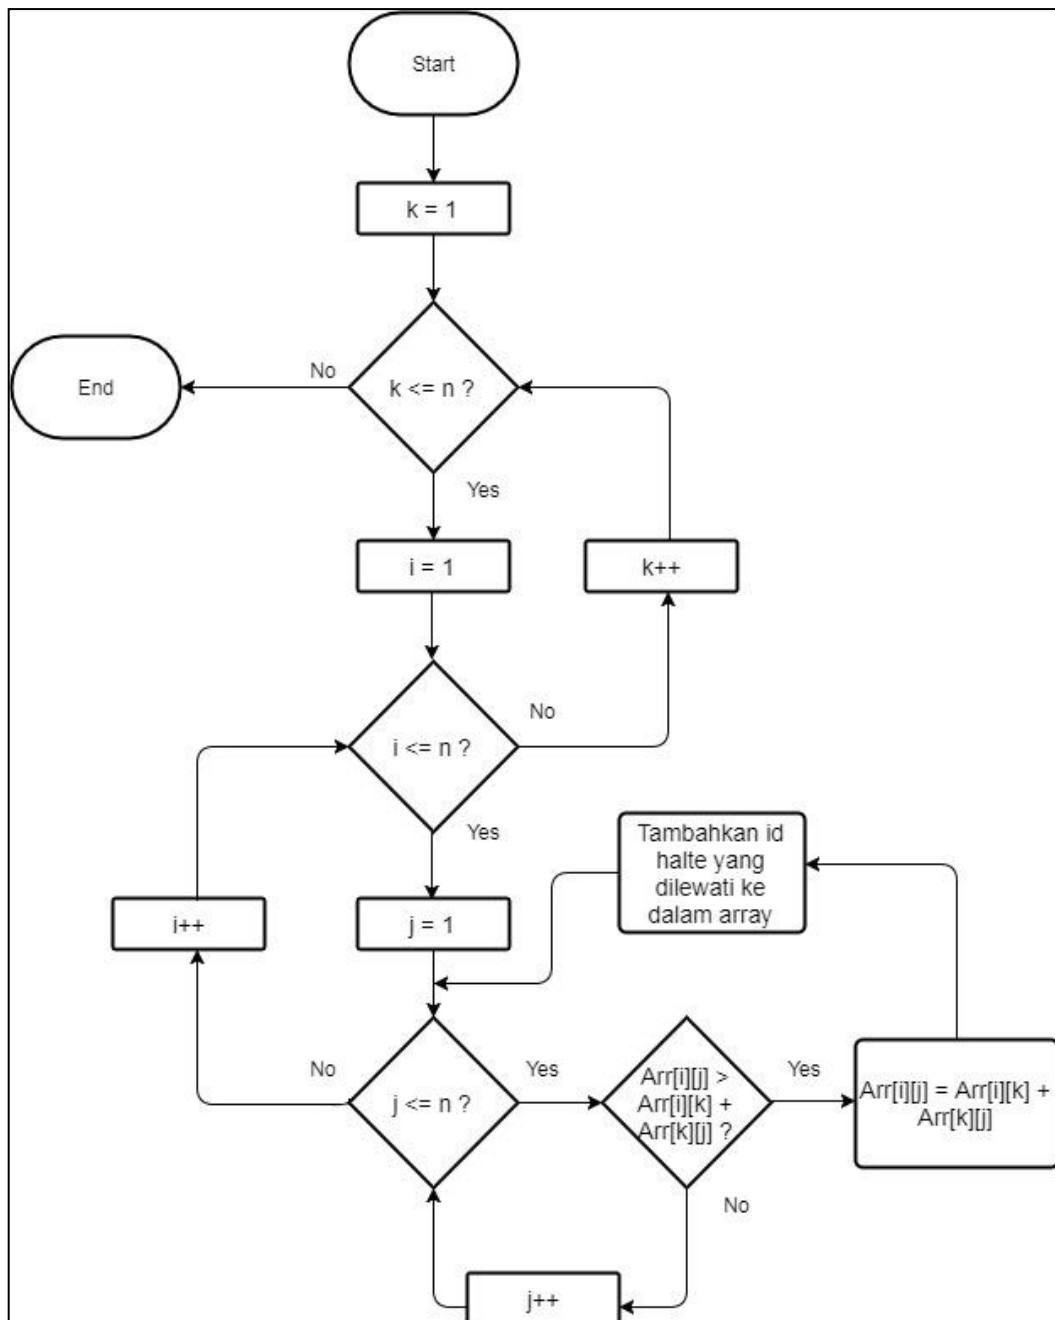 Start
k = 1
k <= n ?
No
End
Yes
i = 1
k++
i <= n ?
No
Yes
Tambahkan id
halte yang
dilewati ke
dalam array
i++
j = 1
j <= n ?
No
Yes
Arr[i][j] >
Arr[i][k] +
Arr[k][j] ?
Yes
Arr[i][j] = Arr[i][k] +
Arr[k][j]
No
j++